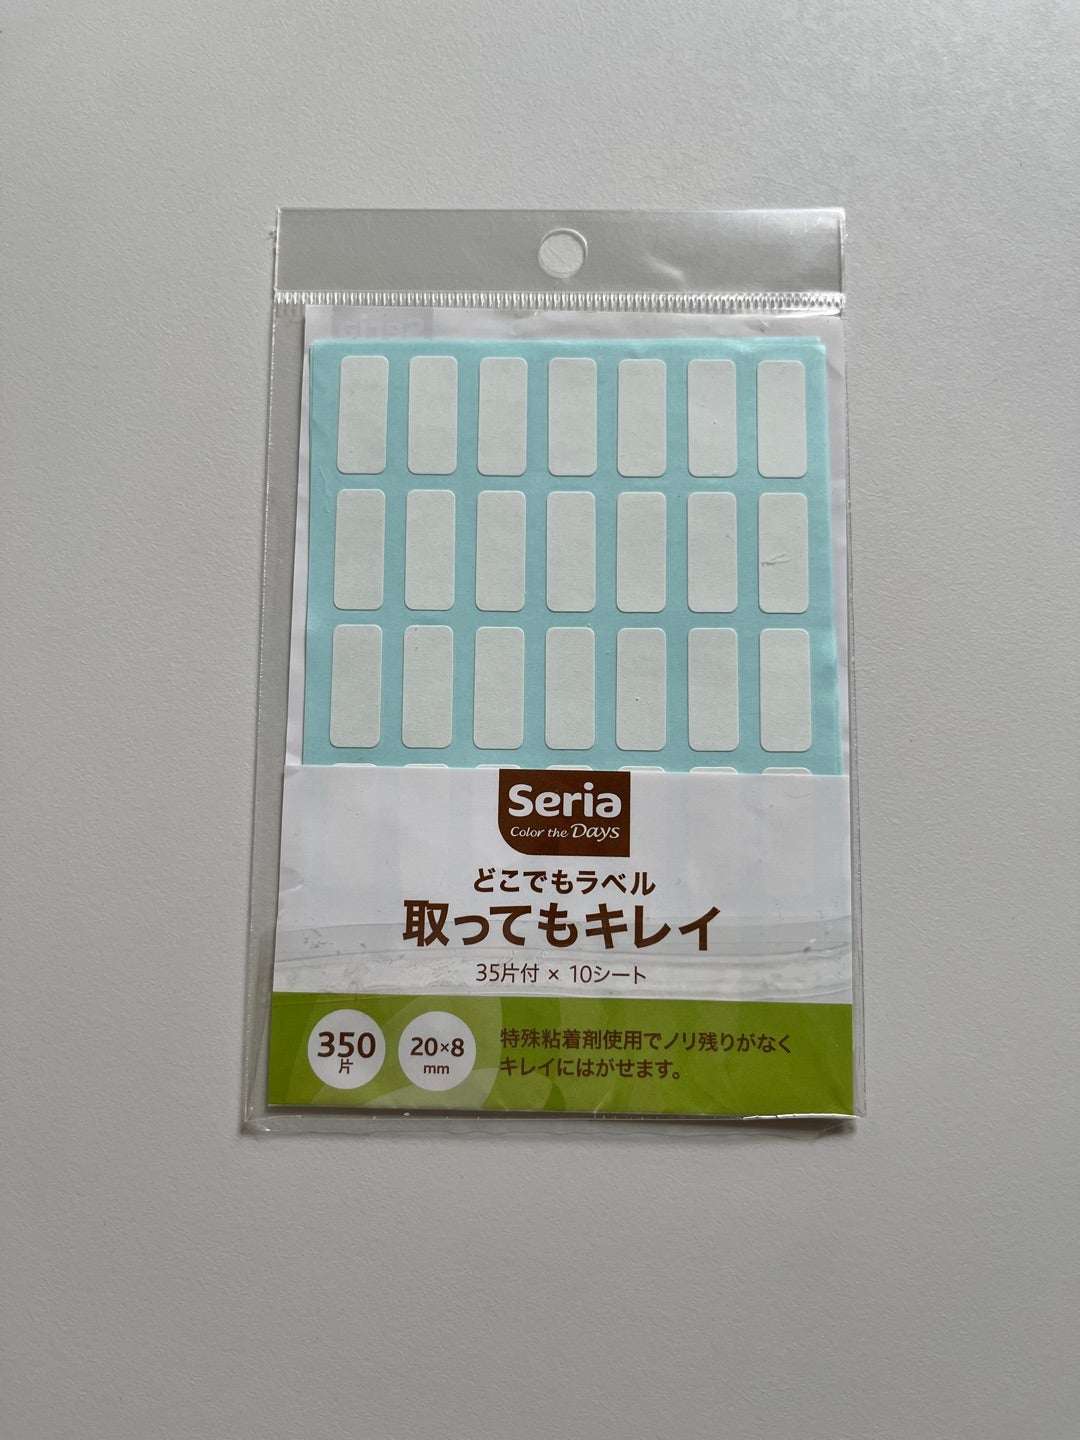 Seria
Seria
Color the Days
どこでもラベル
取ってもキレイ
35片付 × 10シート
350
片
20×8
mm
特殊粘着剤使用でノリ残りがなく
キレイにはがせます。